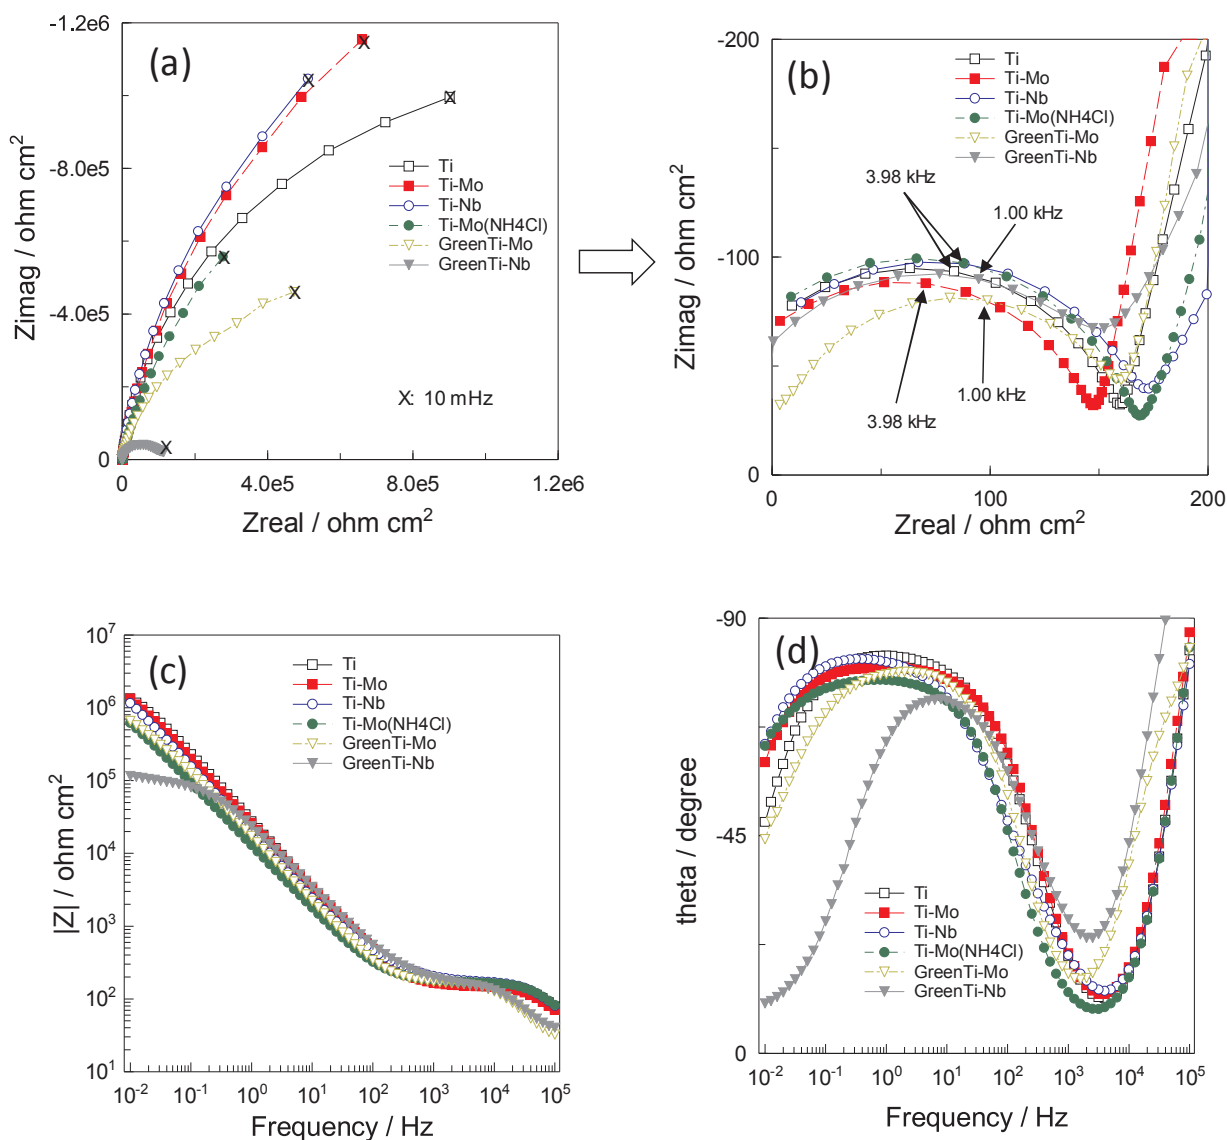 (a)
-1.2e6
-8.0e5
-4.0e5
0
Zimag / ohm cm2
Ti
Ti-Mo
Ti-Nb
Ti-Mo(NH4Cl)
GreenTi-Mo
GreenTi-Nb
X: 10 mHz
X
X
X
X
X
X
0
4.0e5
8.0e5
1.2e6
Zreal / ohm cm2
(b)
-200
-100
0
Zimag / ohm cm2
Ti
Ti-Mo
Ti-Nb
Ti-Mo(NH4Cl)
GreenTi-Mo
GreenTi-Nb
3.98 kHz
1.00 kHz
1.00 kHz
3.98 kHz
0
100
200
Zreal / ohm cm2
(c)
10^7
10^6
10^5
10^4
10^3
10^2
10^1
|Z| / ohm cm2
Ti
Ti-Mo
Ti-Nb
Ti-Mo(NH4Cl)
GreenTi-Mo
GreenTi-Nb
10^-2 10^-1 10^0 10^1 10^2 10^3 10^4 10^5
Frequency / Hz
(d)
-90
-45
0
theta / degree
Ti
Ti-Mo
Ti-Nb
Ti-Mo(NH4Cl)
GreenTi-Mo
GreenTi-Nb
10^-2 10^-1 10^0 10^1 10^2 10^3 10^4 10^5
Frequency / Hz